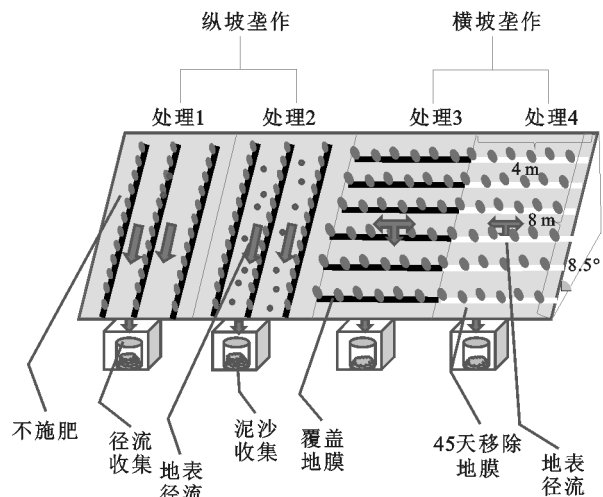 纵坡垄作
横坡垄作
处理1
处理2
处理3
处理4
4 m
8 m
8.5°
不施肥
径流
收集
地表
径流
泥沙
收集
覆盖
地膜
45天移除
地膜
地表
径流